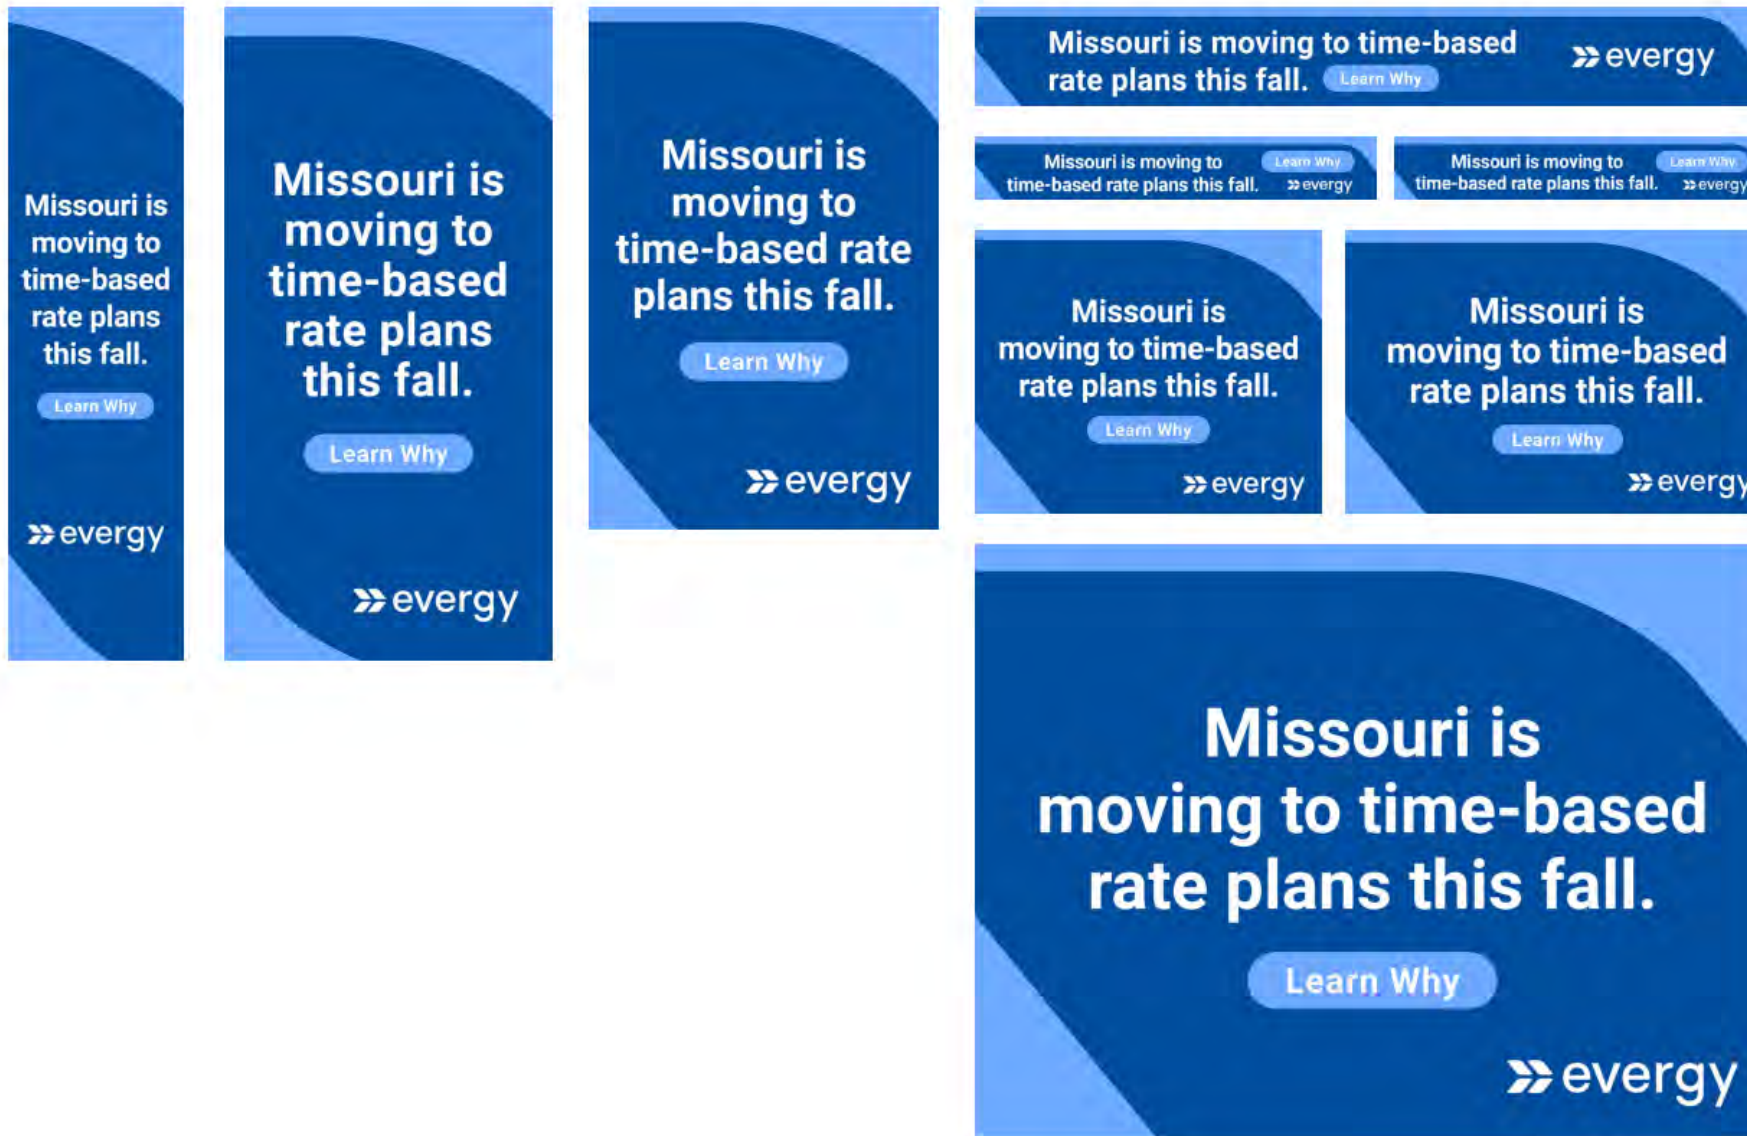 Missouri is
moving to
time-based
rate plans
this fall.
Learn Why
evergy
Missouri is
moving to
time-based
rate plans
this fall.
Learn Why
evergy
Missouri is
moving to
time-based rate
plans this fall.
Learn Why
evergy
Missouri is moving to time-based
rate plans this fall. Learn Why
evergy
Missouri is moving to
time-based rate plans this fall.
Learn Why
evergy
Missouri is moving to
time-based rate plans this fall.
Learn Why
evergy
Missouri is
moving to time-based
rate plans this fall.
Learn Why
evergy
Missouri is
moving to time-based
rate plans this fall.
Learn Why
evergy
Missouri is
moving to time-based
rate plans this fall.
Learn Why
evergy